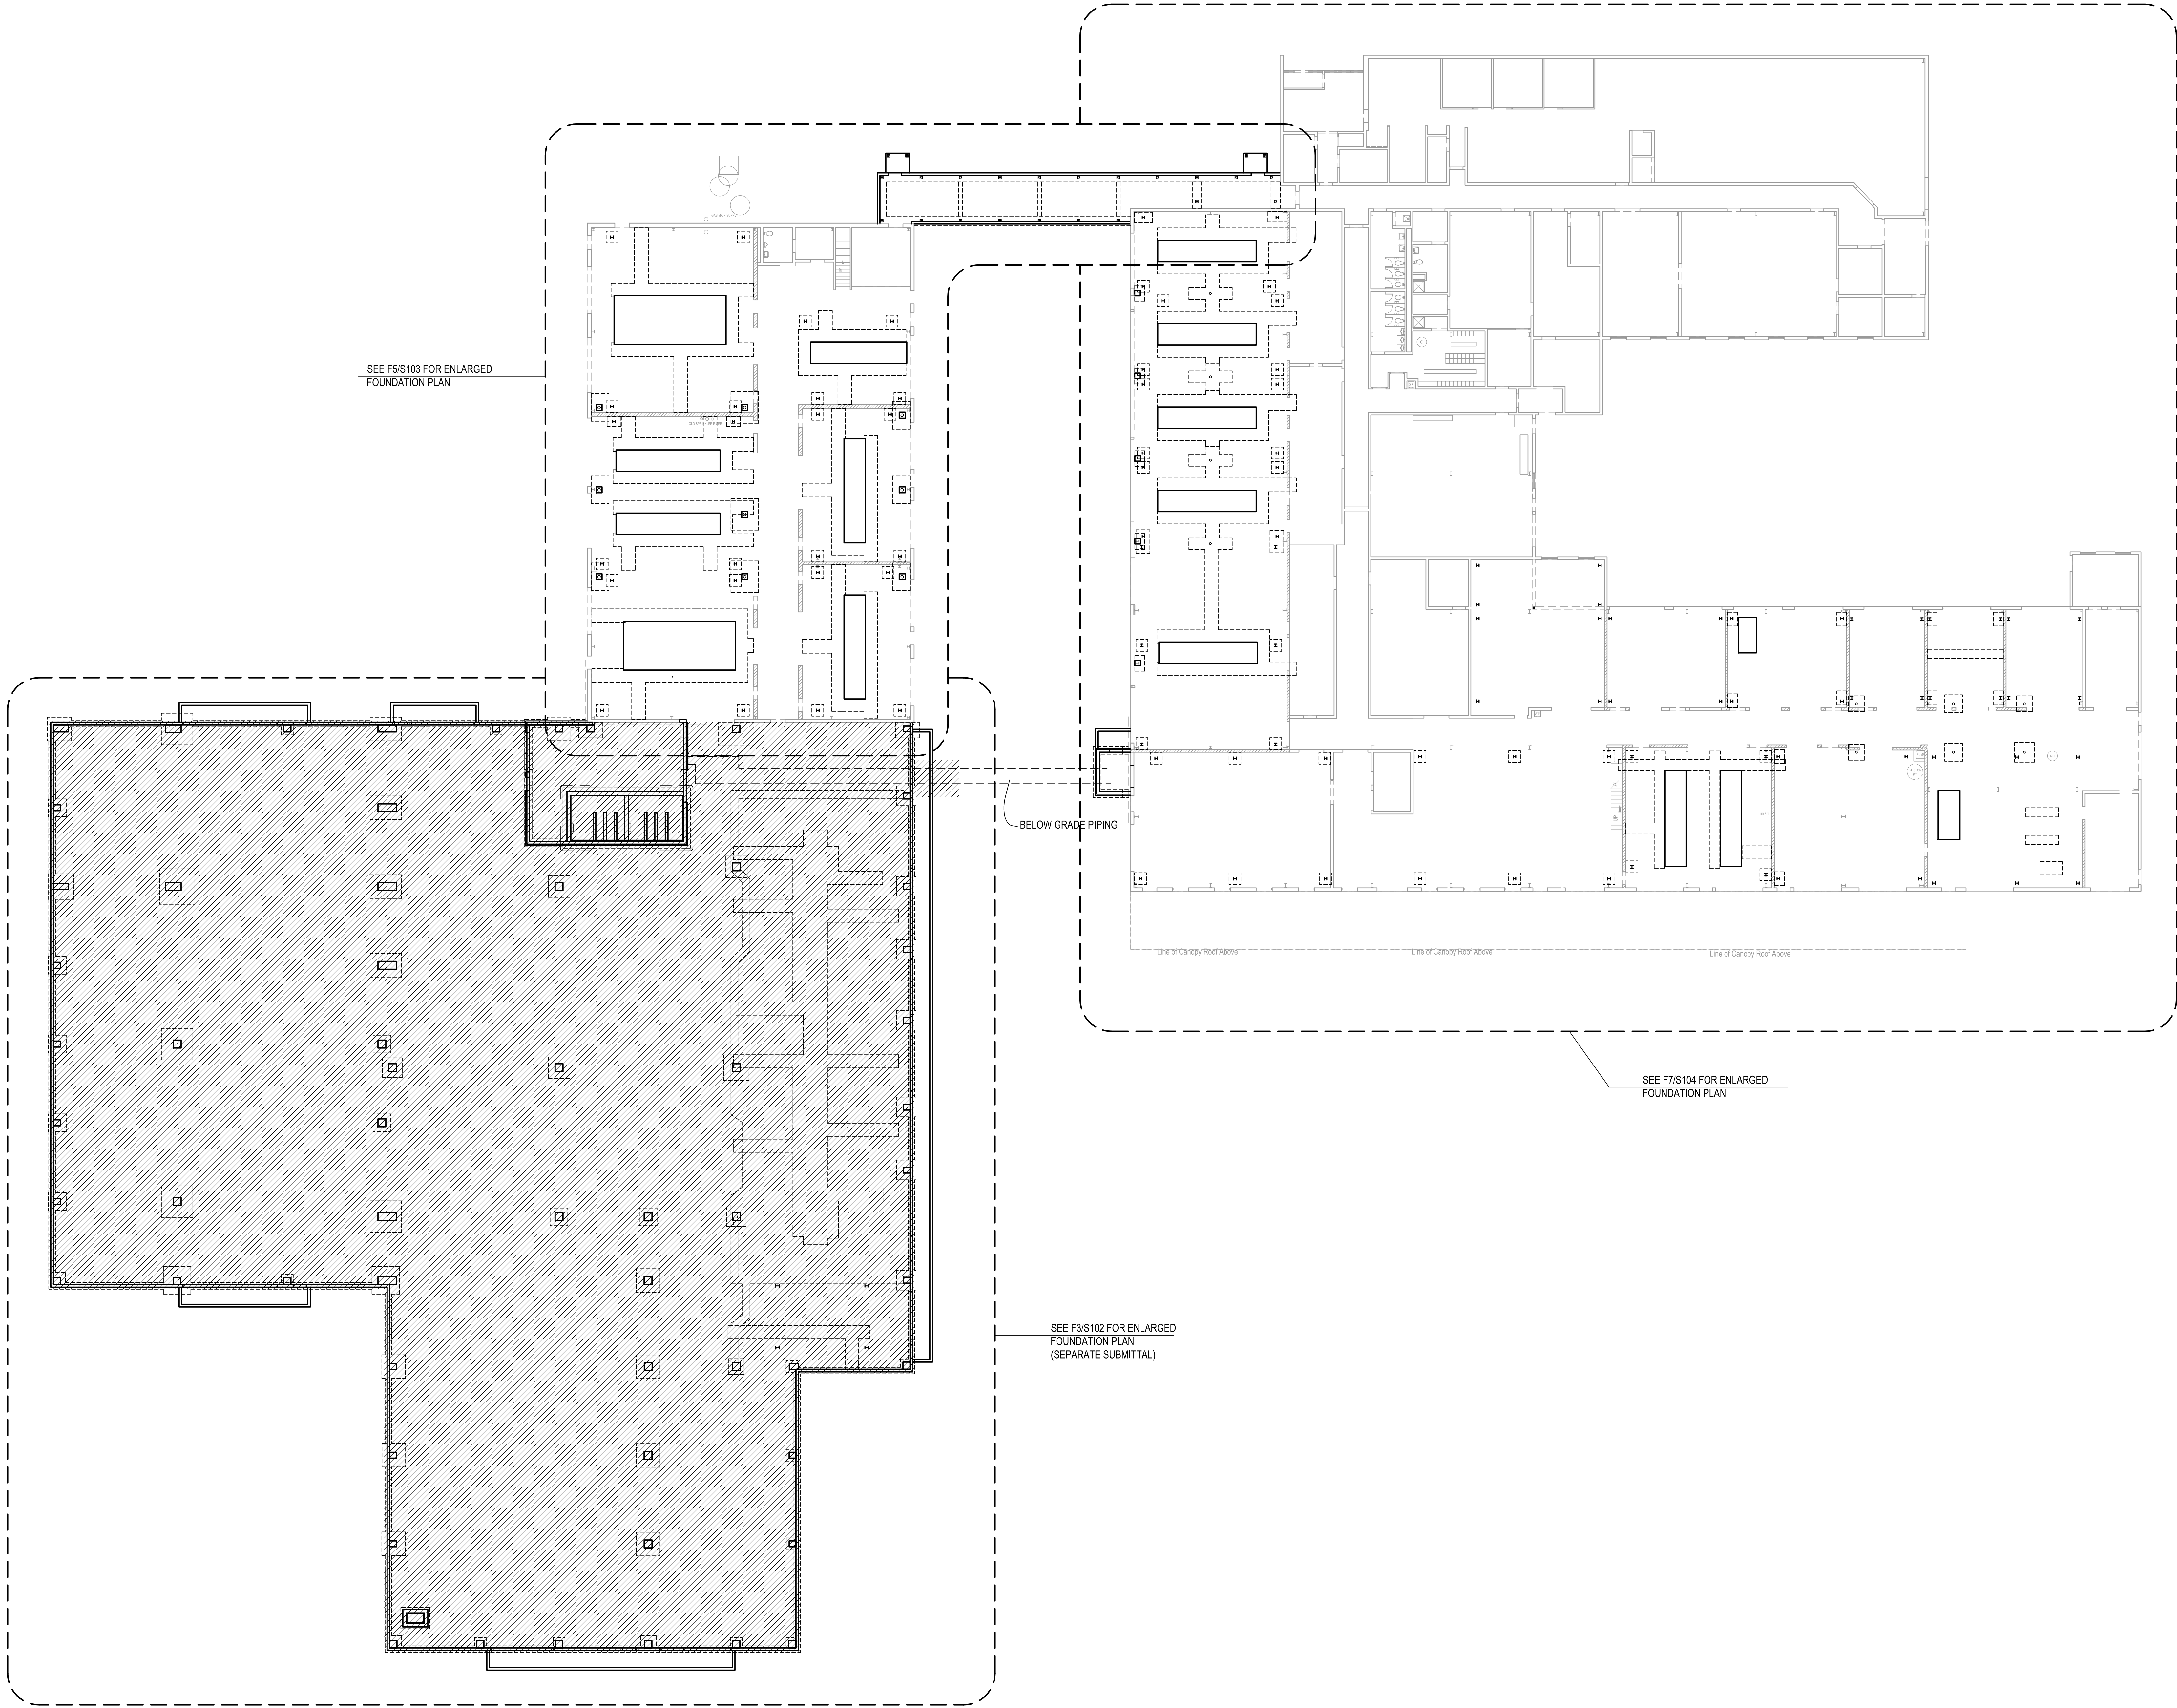 SEE F5/S103 FOR ENLARGED
FOUNDATION PLAN
BELOW GRADE PIPING
Line of Canopy Roof Above
Line of Canopy Roof Above
Line of Canopy Roof Above
SEE F7/S104 FOR ENLARGED
FOUNDATION PLAN
SEE F3/S102 FOR ENLARGED
FOUNDATION PLAN
(SEPARATE SUBMITTAL)